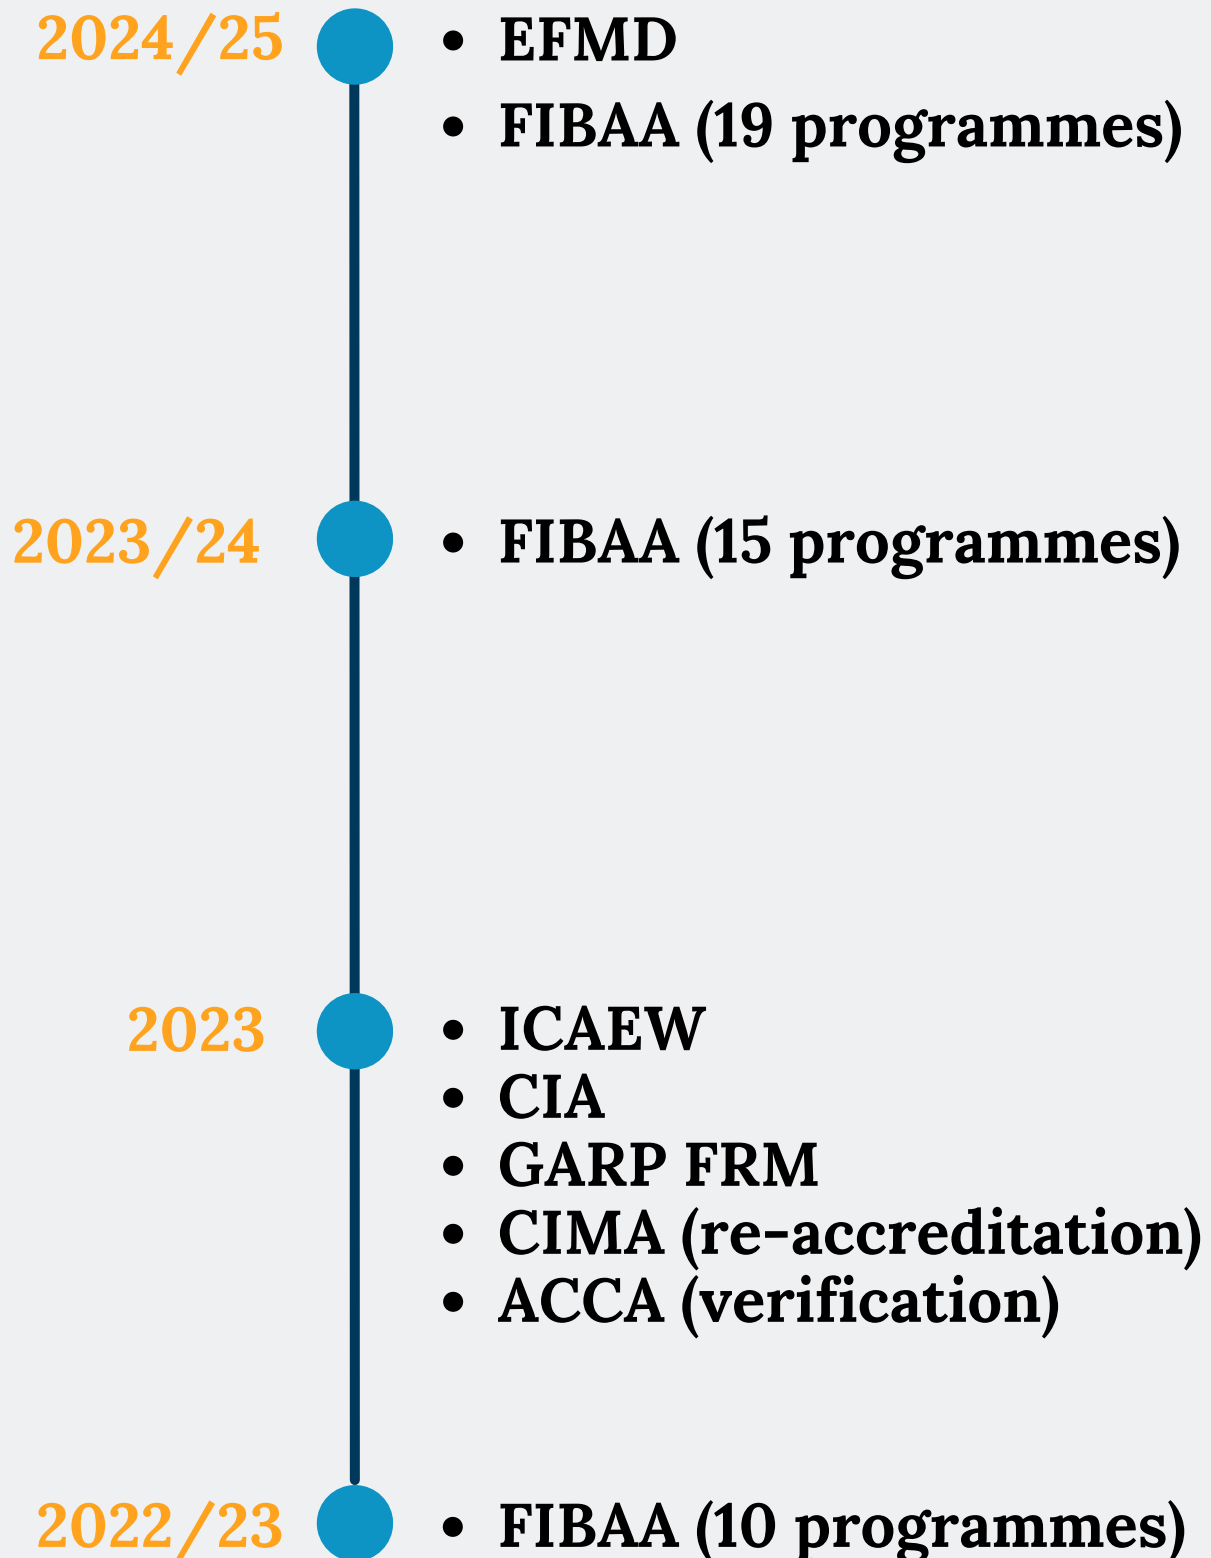 2024/25
• EFMD
• FIBAA (19 programmes)
2023/24
• FIBAA (15 programmes)
2023
• ICAEW
• CIA
• GARP FRM
• CIMA (re-accreditation)
• ACCA (verification)
2022/23
• FIBAA (10 programmes)